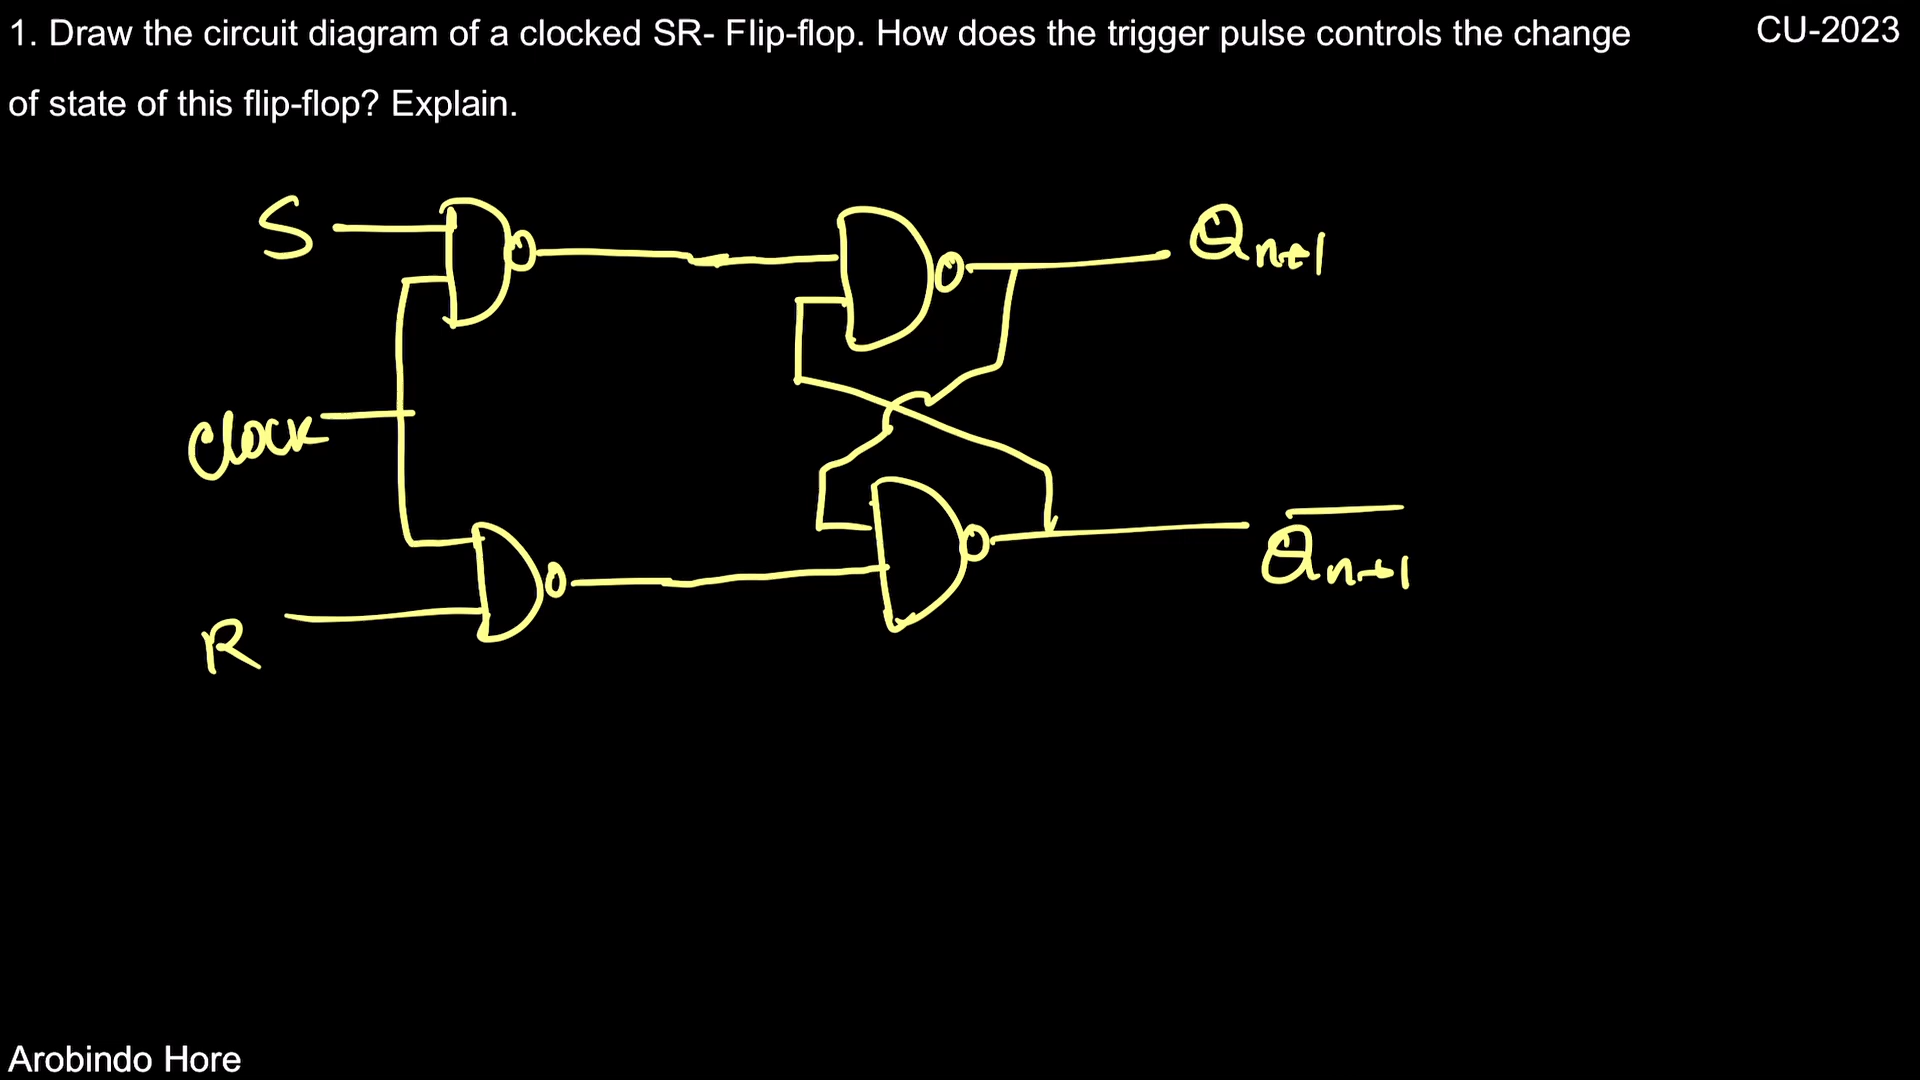 1. Draw the circuit diagram of a clocked SR- Flip-flop. How does the trigger pulse controls the change
of state of this flip-flop? Explain.
CU-2023
S
Qn+1
Clock
Q̅n+1
R
Arobindo Hore